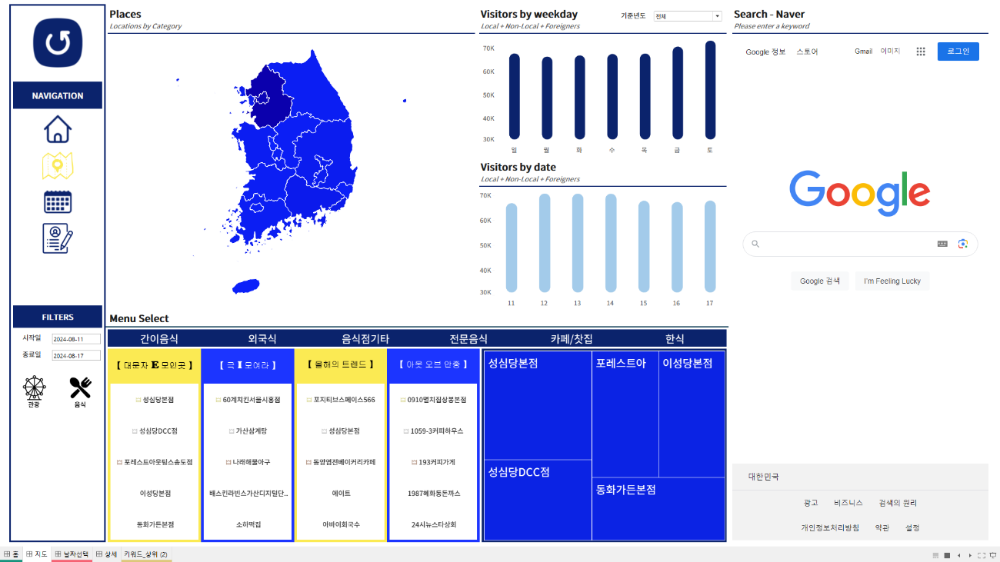 NAVIGATION
FILTERS
시작일 2024-08-11
종료일 2024-08-17
관광 음식
Places
Locations by Category
Visitors by weekday
Local + Non-Local + Foreigners
기준년도 전체
70K
60K
50K
40K
30K
일 월 화 수 목 금 토
Visitors by date
Local + Non-Local + Foreigners
70K
60K
50K
40K
30K
11 12 13 14 15 16 17
Menu Select
간이음식 외국식 음식점기타 전문음식 카페/찻집 한식
【 대문자 E 모인곳 】
성심당본점
성심당DCC점
포레스트아웃팅스송도점
이성당본점
동화가든본점
【 극 I 모여라 】
60계치킨서울시흥점
가산삼계탕
나래해물아구
배스킨라빈스가산디지털단..
소하떡집
【 올해의 트렌드 】
포지티브스페이스566
성심당본점
동양염전베이커리카페
에이트
아바이회국수
【 아웃 오브 안중 】
0910멸치집상봉본점
1059-3커피하우스
193커피가게
1987혜화동돈까스
24시뉴스타상회
성심당본점
포레스트아
이성당본점
성심당DCC점
동화가든본점
Search - Naver
Please enter a keyword
Google 정보 스토어 Gmail 이미지 로그인
Google
Google 검색 I'm Feeling Lucky
대한민국
광고 비즈니스 검색의 원리
개인정보처리방침 약관 설정
홈 지도 날짜선택 상세 키워드_상위 (2)